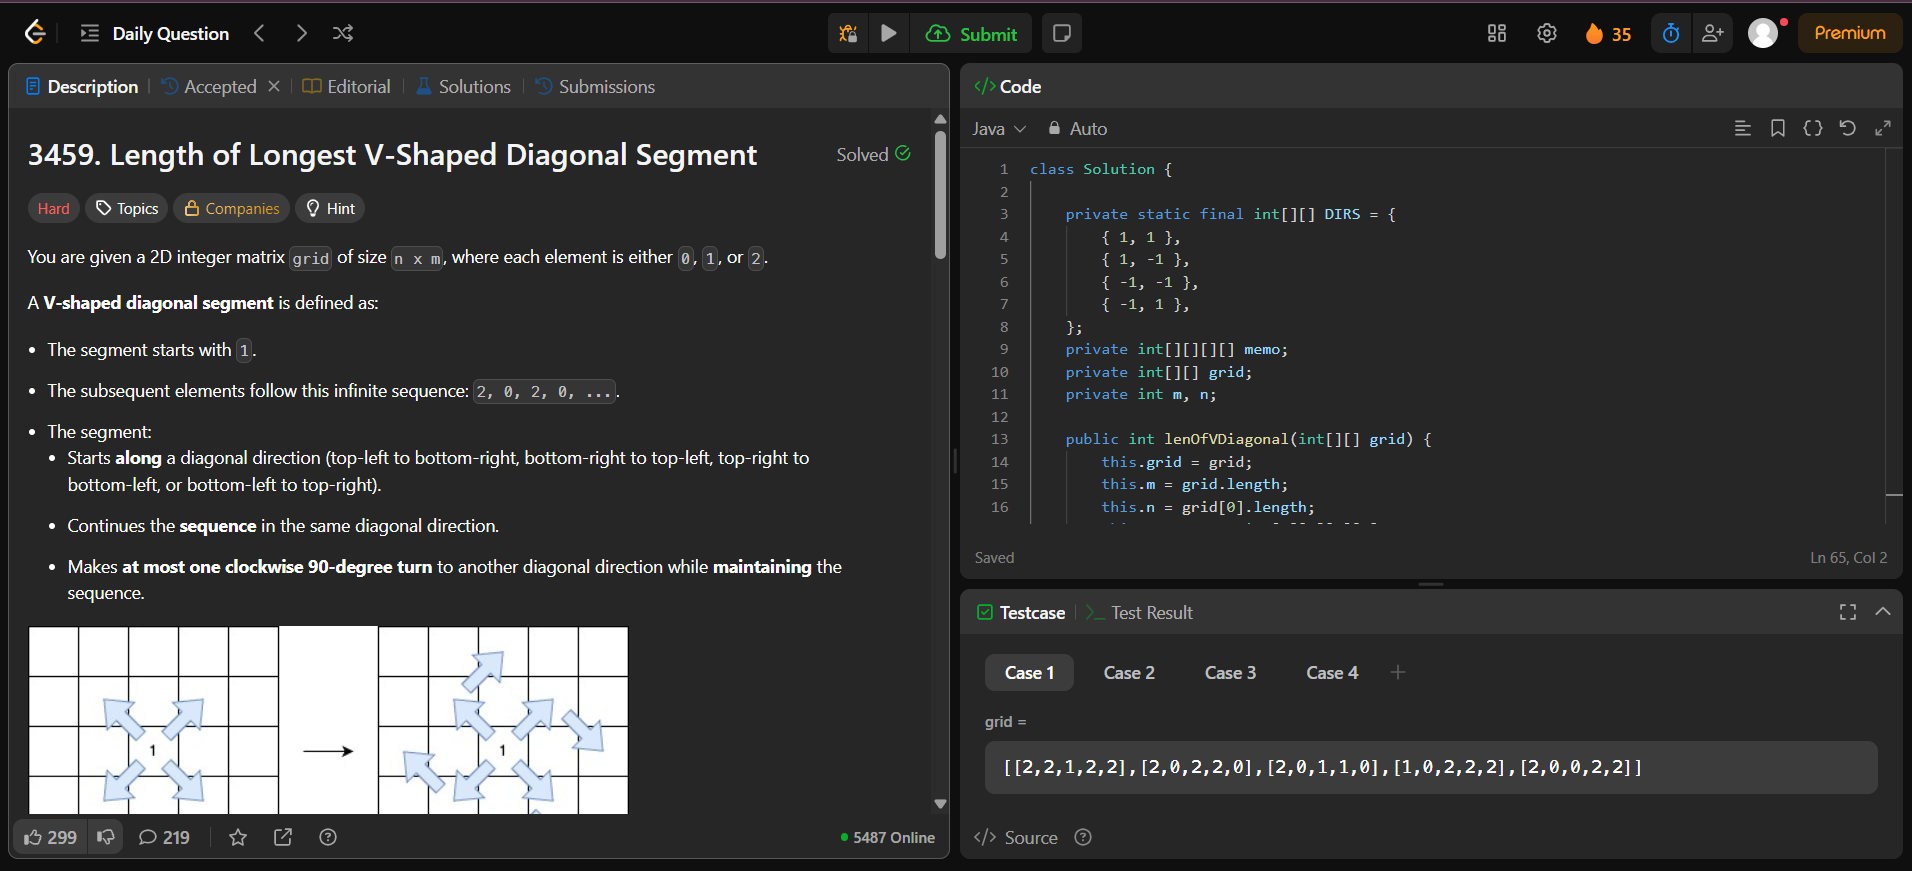 Daily Question
Submit
35
Premium
Description
Accepted
Editorial
Solutions
Submissions
3459. Length of Longest V-Shaped Diagonal Segment
Solved
Hard
Topics
Companies
Hint
You are given a 2D integer matrix grid of size n x m, where each element is either 0, 1, or 2.
A V-shaped diagonal segment is defined as:
• The segment starts with 1.
• The subsequent elements follow this infinite sequence: 2, 0, 2, 0, ....
• The segment:
• Starts along a diagonal direction (top-left to bottom-right, bottom-right to top-left, top-right to
bottom-left, or bottom-left to top-right).
• Continues the sequence in the same diagonal direction.
• Makes at most one clockwise 90-degree turn to another diagonal direction while maintaining the
sequence.
1
1
299
219
5487 Online
</> Code
Java
Auto
1 class Solution {
2
3 private static final int[][] DIRS = {
4 { 1, 1 },
5 { 1, -1 },
6 { -1, -1 },
7 { -1, 1 },
8 };
9 private int[][][][] memo;
10 private int[][] grid;
11 private int m, n;
12
13 public int lenOfVDiagonal(int[][] grid) {
14 this.grid = grid;
15 this.m = grid.length;
16 this.n = grid[0].length;
Saved
Ln 65, Col 2
Testcase
Test Result
Case 1
Case 2
Case 3
Case 4
+
grid =
[[2,2,1,2,2],[2,0,2,2,0],[2,0,1,1,0],[1,0,2,2,2],[2,0,0,2,2]]
</> Source